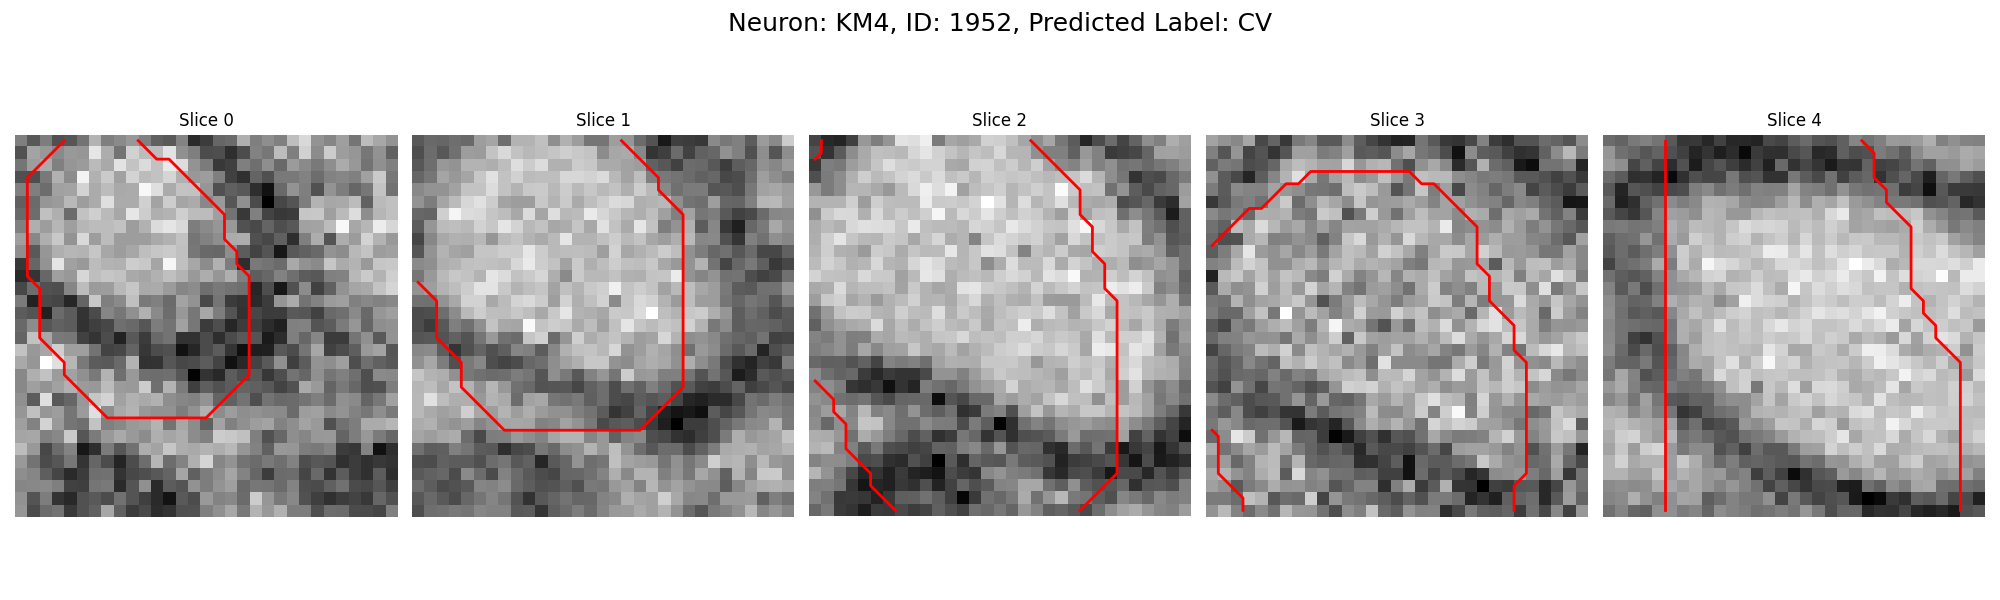 Neuron: KM4, ID: 1952, Predicted Label: CV
Slice 0
Slice 1
Slice 2
Slice 3
Slice 4